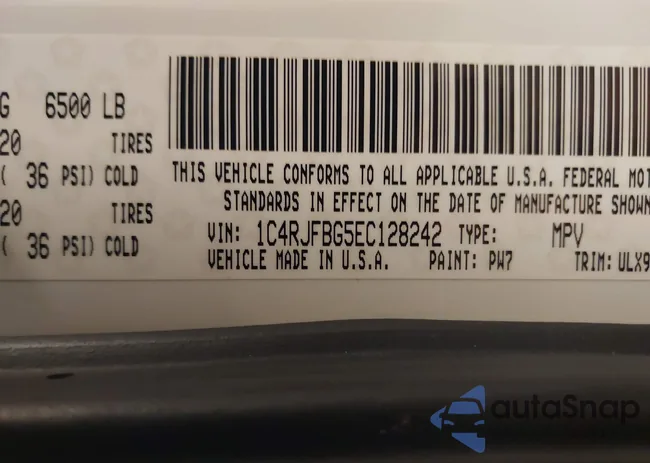 G 6500 LB
20 TIRES
( 36 PSI) COLD
20 TIRES
( 36 PSI) COLD
THIS VEHICLE CONFORMS TO ALL APPLICABLE U.S.A. FEDERAL MOT
STANDARDS IN EFFECT ON THE DATE OF MANUFACTURE SHOWN
VIN: 1C4RJFBG5EC128242 TYPE: MPV
VEHICLE MADE IN U.S.A. PAINT: PW7 TRIM: ULX9
autoSnap